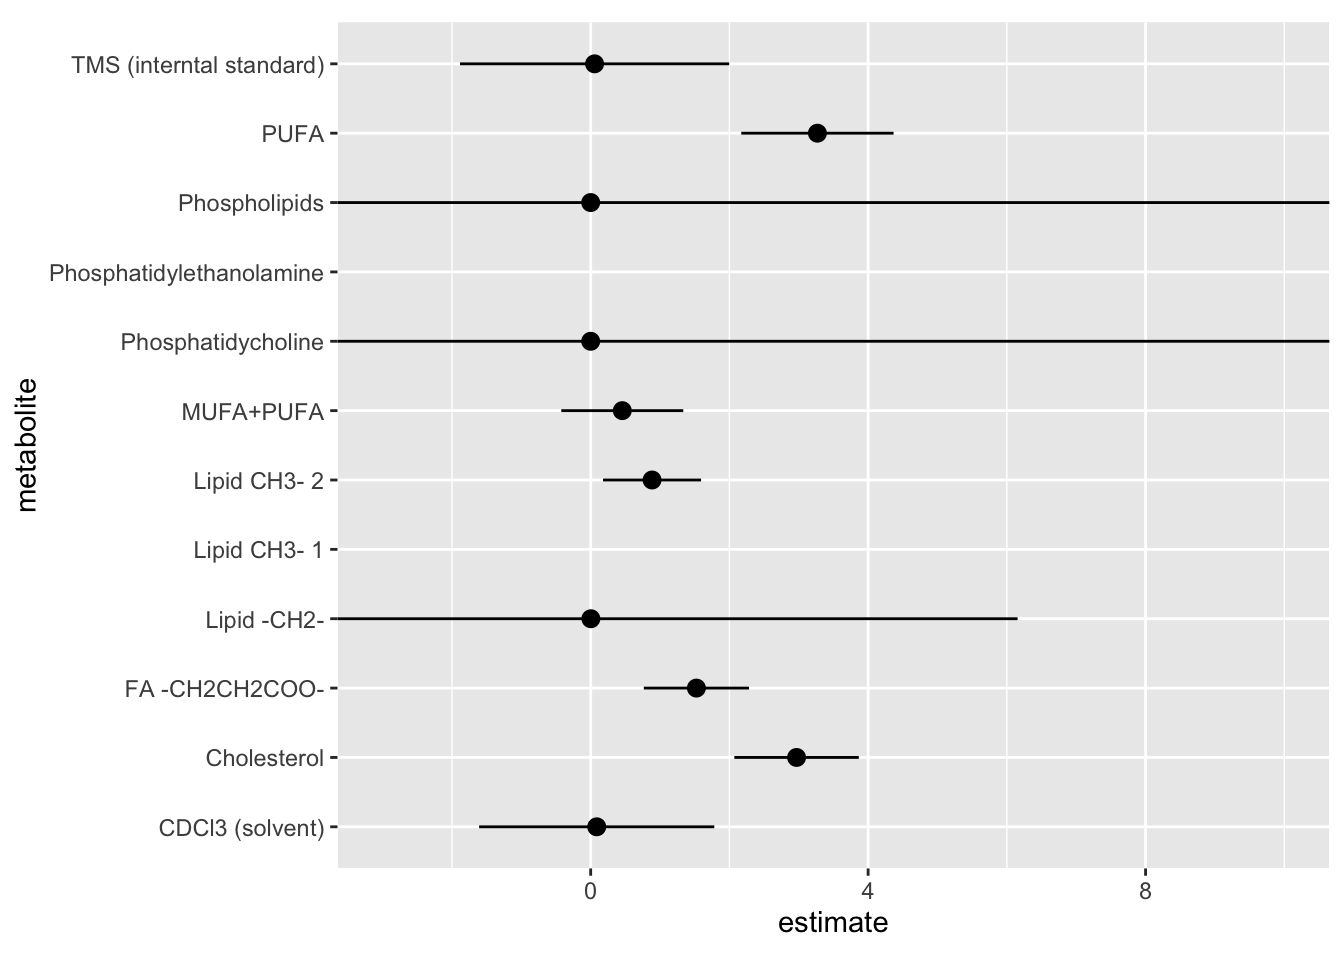 TMS (interntal standard)
PUFA
Phospholipids
Phosphatidylethanolamine
Phosphatidycholine
MUFA+PUFA
Lipid CH3- 2
Lipid CH3- 1
Lipid -CH2-
FA -CH2CH2COO-
Cholesterol
CDCl3 (solvent)
metabolite
0 4 8
estimate